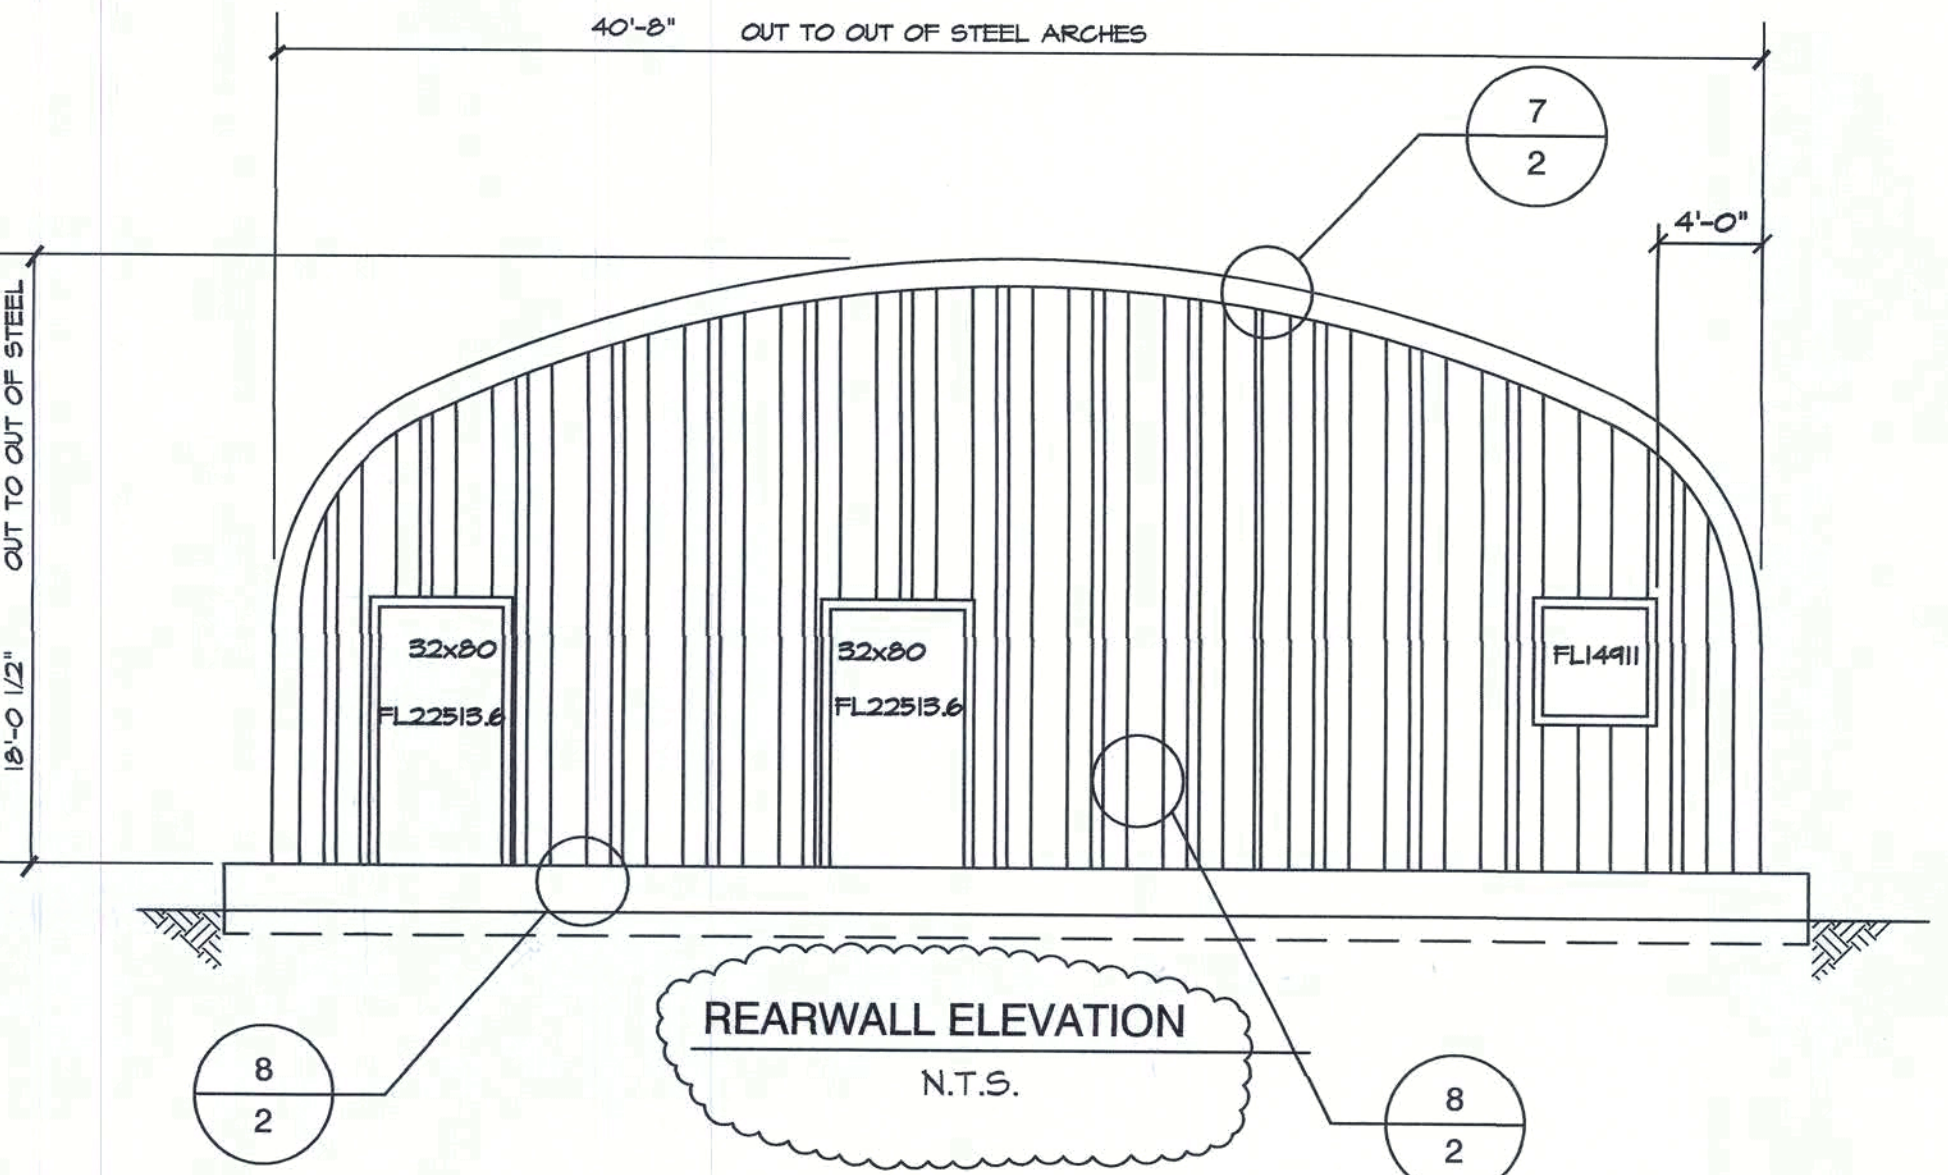 40'-8" OUT TO OUT OF STEEL ARCHES
7
2
4'-0"
18'-0 1/2" OUT TO OUT OF STEEL
32x80
FL22513.6
32x80
FL22513.6
FL14911
REARWALL ELEVATION
N.T.S.
8
2
8
2